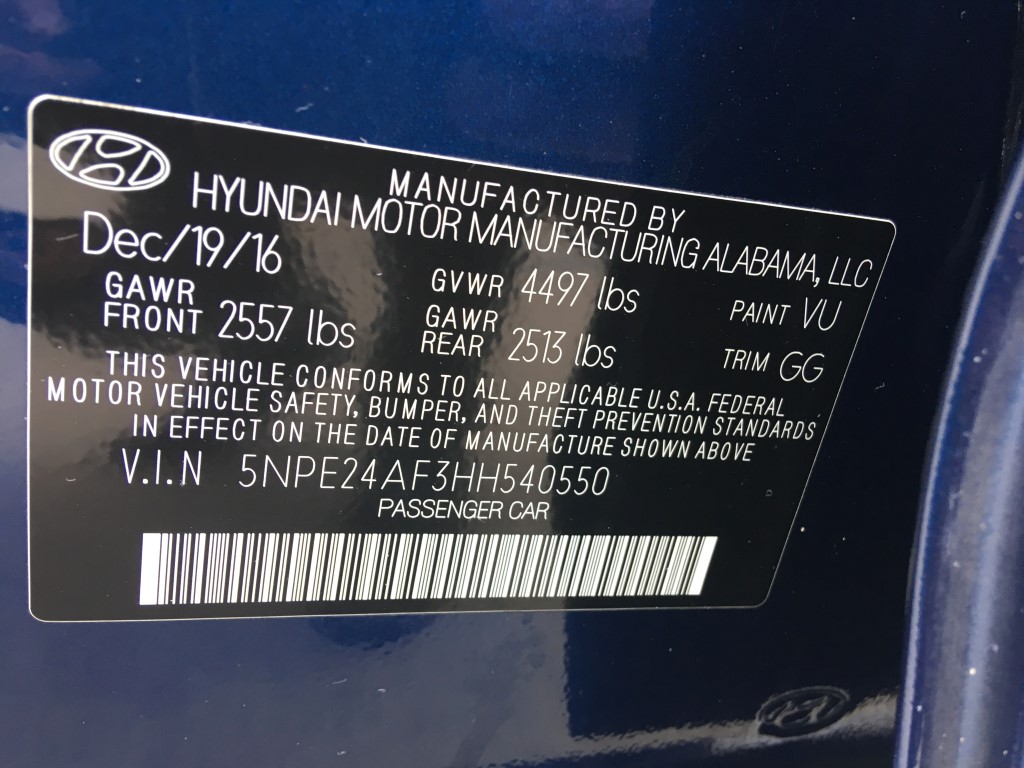 MANUFACTURED BY
HYUNDAI MOTOR MANUFACTURING ALABAMA, LLC
Dec/19/16 GVWR 4497 lbs PAINT VU
GAWR FRONT 2557 lbs GAWR REAR 2513 lbs TRIM GG
THIS VEHICLE CONFORMS TO ALL APPLICABLE U.S.A. FEDERAL
MOTOR VEHICLE SAFETY, BUMPER, AND THEFT PREVENTION STANDARDS
IN EFFECT ON THE DATE OF MANUFACTURE SHOWN ABOVE
V.I.N 5NPE24AF3HH540550
PASSENGER CAR